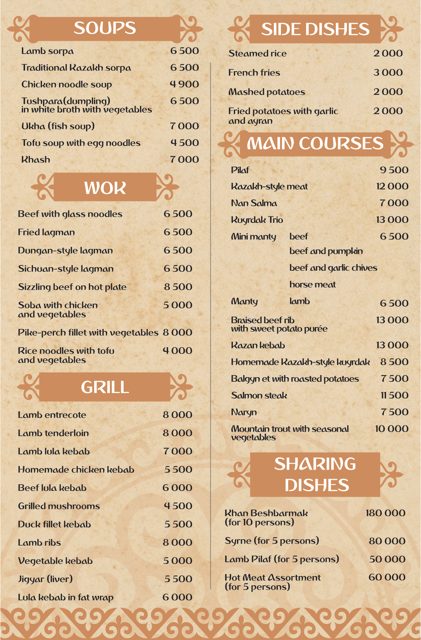 SOUPS
Lamb sorpa 6 500
Traditional Kazakh sorpa 6 500
Chicken noodle soup 4 900
Tushpara(dumpling) 6 500
in white broth with vegetables
Ukha (fish soup) 7 000
Tofu soup with egg noodles 4 500
Khash 7 000
WOK
Beef with glass noodles 6 500
Fried lagman 6 500
Dungan-style lagman 6 500
Sichuan-style lagman 6 500
Sizzling beef on hot plate 8 500
Soba with chicken 5 000
and vegetables
Pike-perch fillet with vegetables 8 000
Rice noodles with tofu 4 000
and vegetables
GRILL
Lamb entrecote 8 000
Lamb tenderloin 8 000
Lamb lula kebab 7 000
Homemade chicken kebab 5 500
Beef lula kebab 6 000
Grilled mushrooms 4 500
Duck fillet kebab 5 500
Lamb ribs 8 000
Vegetable kebab 5 000
Jigyar (liver) 5 500
Lula kebab in fat wrap 6 000
SIDE DISHES
Steamed rice 2 000
French fries 3 000
Mashed potatoes 2 000
Fried potatoes with garlic 2 000
and ayran
MAIN COURSES
Pilaf 9 500
Kazakh-style meat 12 000
Nan Salma 7 000
Kuyrdak Trio 13 000
Mini manty beef 6 500
beef and pumpkin
beef and garlic chives
horse meat
Manty lamb 6 500
Braised beef rib 13 000
with sweet potato purée
Kazan kebab 13 000
Homemade Kazakh-style kuyrdak 8 500
Balgyn et with roasted potatoes 7 500
Salmon steak 11 500
Naryn 7 500
Mountain trout with seasonal 10 000
vegetables
SHARING
DISHES
Khan Beshbarmak 180 000
(for 10 persons)
Syrne (for 5 persons) 80 000
Lamb Pilaf (for 5 persons) 50 000
Hot Meat Assortment 60 000
(for 5 persons)